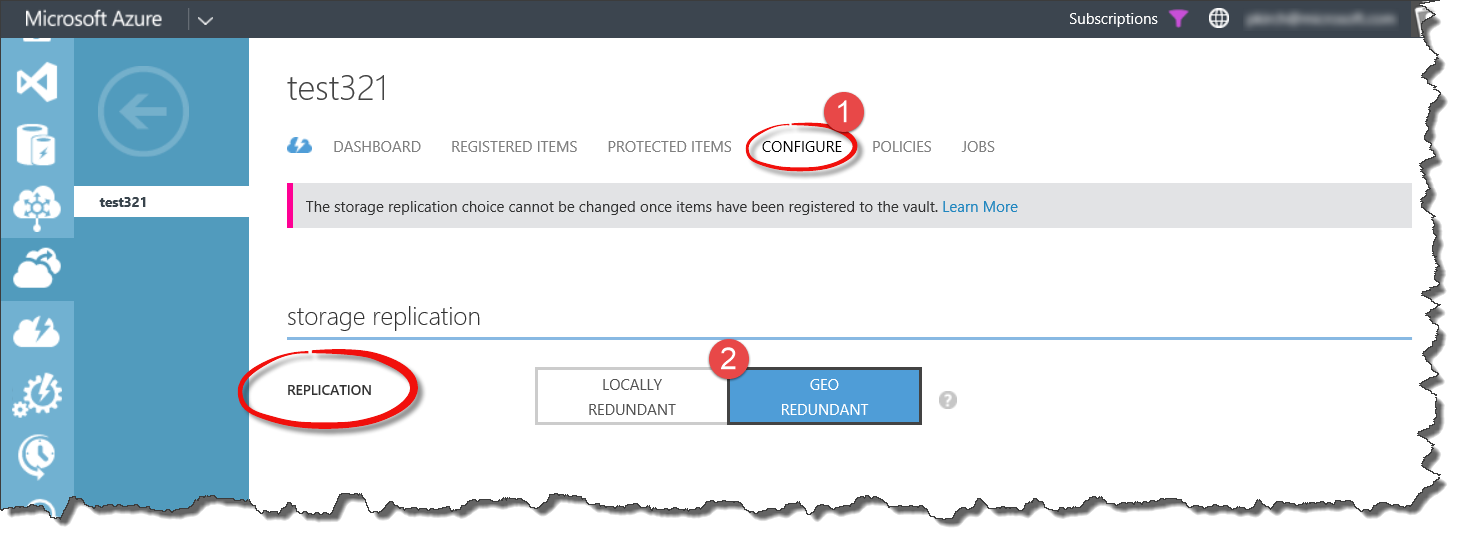 Microsoft Azure
Subscriptions
test321
1
DASHBOARD REGISTERED ITEMS PROTECTED ITEMS CONFIGURE POLICIES JOBS
test321
The storage replication choice cannot be changed once items have been registered to the vault. Learn More
storage replication
2
REPLICATION
LOCALLY
REDUNDANT
GEO
REDUNDANT
?